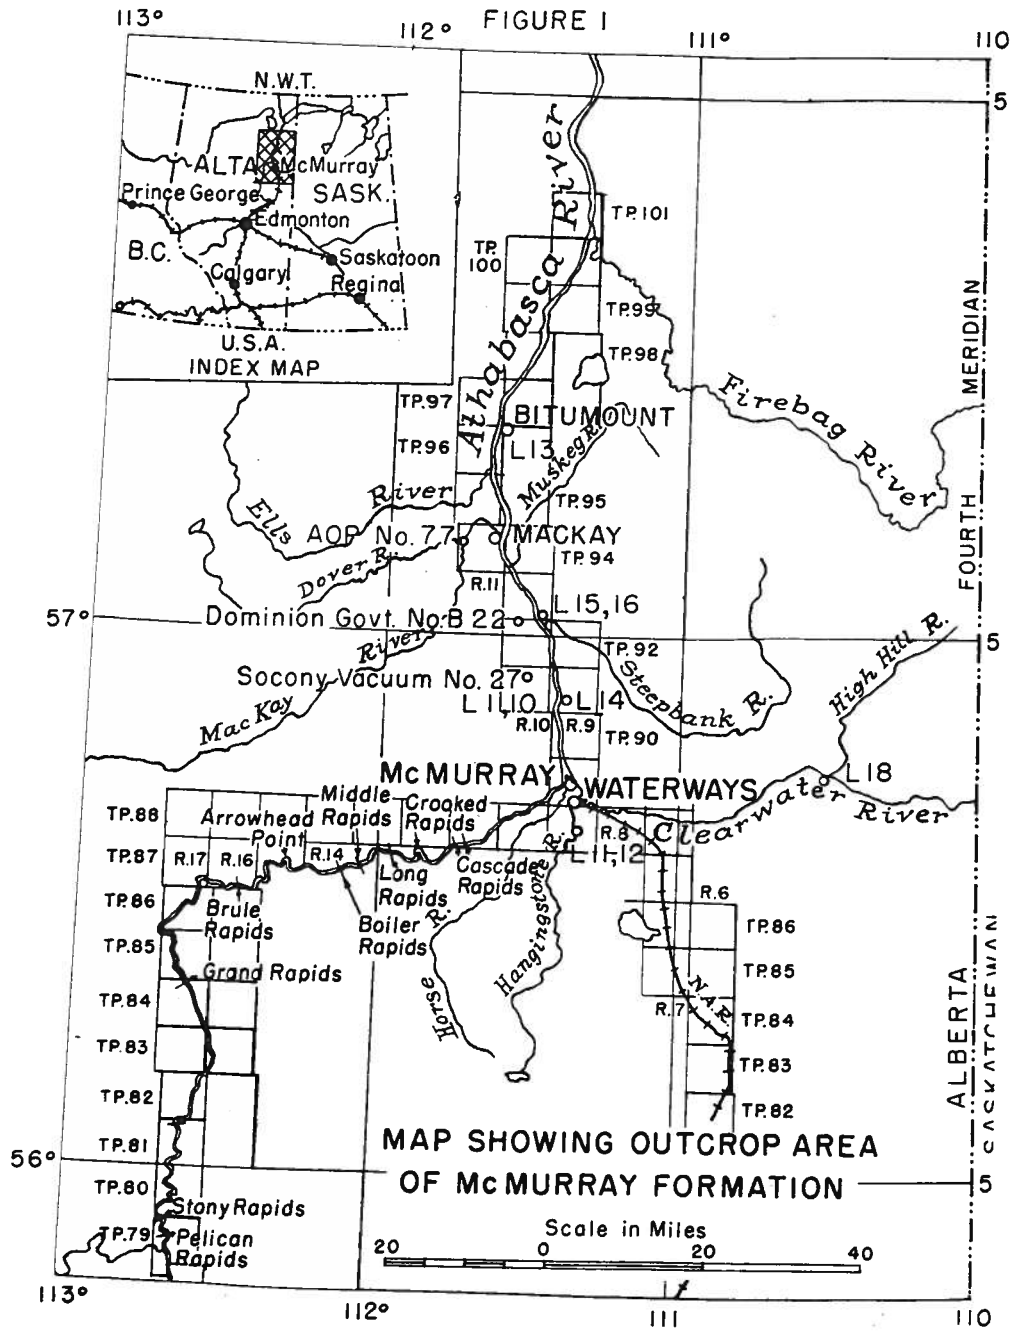 FIGURE 1
113°
112°
111°
110
N.W.T.
ALTA.
McMurray
SASK.
Prince George
Edmonton
B.C.
Saskatoon
Calgary
Regina
U.S.A.
INDEX MAP
Athabasca River
TP.101
TP.
100
TP.99
TP.98
TP.97
BITUMOUNT
TP.96
L13
Muskeg R.
Firebag River
FOURTH MERIDIAN
Ells River
TP.95
AOP No. 77
MACKAY
Dover R.
TP.94
R.11
57°
Dominion Govt. No.B 22
L15,16
5
5
TP.92
MacKay River
Socony Vacuum No. 27
Steepbank R.
High Hill R.
L11,10
L14
R.10
R.9
TP.90
McMURRAY
WATERWAYS
L18
Clearwater River
TP.88
Arrowhead
Point
Middle
Rapids
Crooked
Rapids
R.8
TP.87
R.17
R.16
R.14
L11,12
Long
Rapids
Cascade
Rapids
TP.86
Brule
Rapids
Boiler
Rapids
R.6
Horse R.
Hangingstone R.
TP.86
TP.85
Grand Rapids
TP.85
TP.84
R.7
N.A.R.
TP.84
TP.83
TP.83
TP.82
TP.82
ALBERTA
SASKATCHEWAN
TP.81
MAP SHOWING OUTCROP AREA
OF McMURRAY FORMATION
56°
5
TP.80
Stony Rapids
TP.79
Pelican
Rapids
Scale in Miles
20 0 20 40
113°
112°
111
110